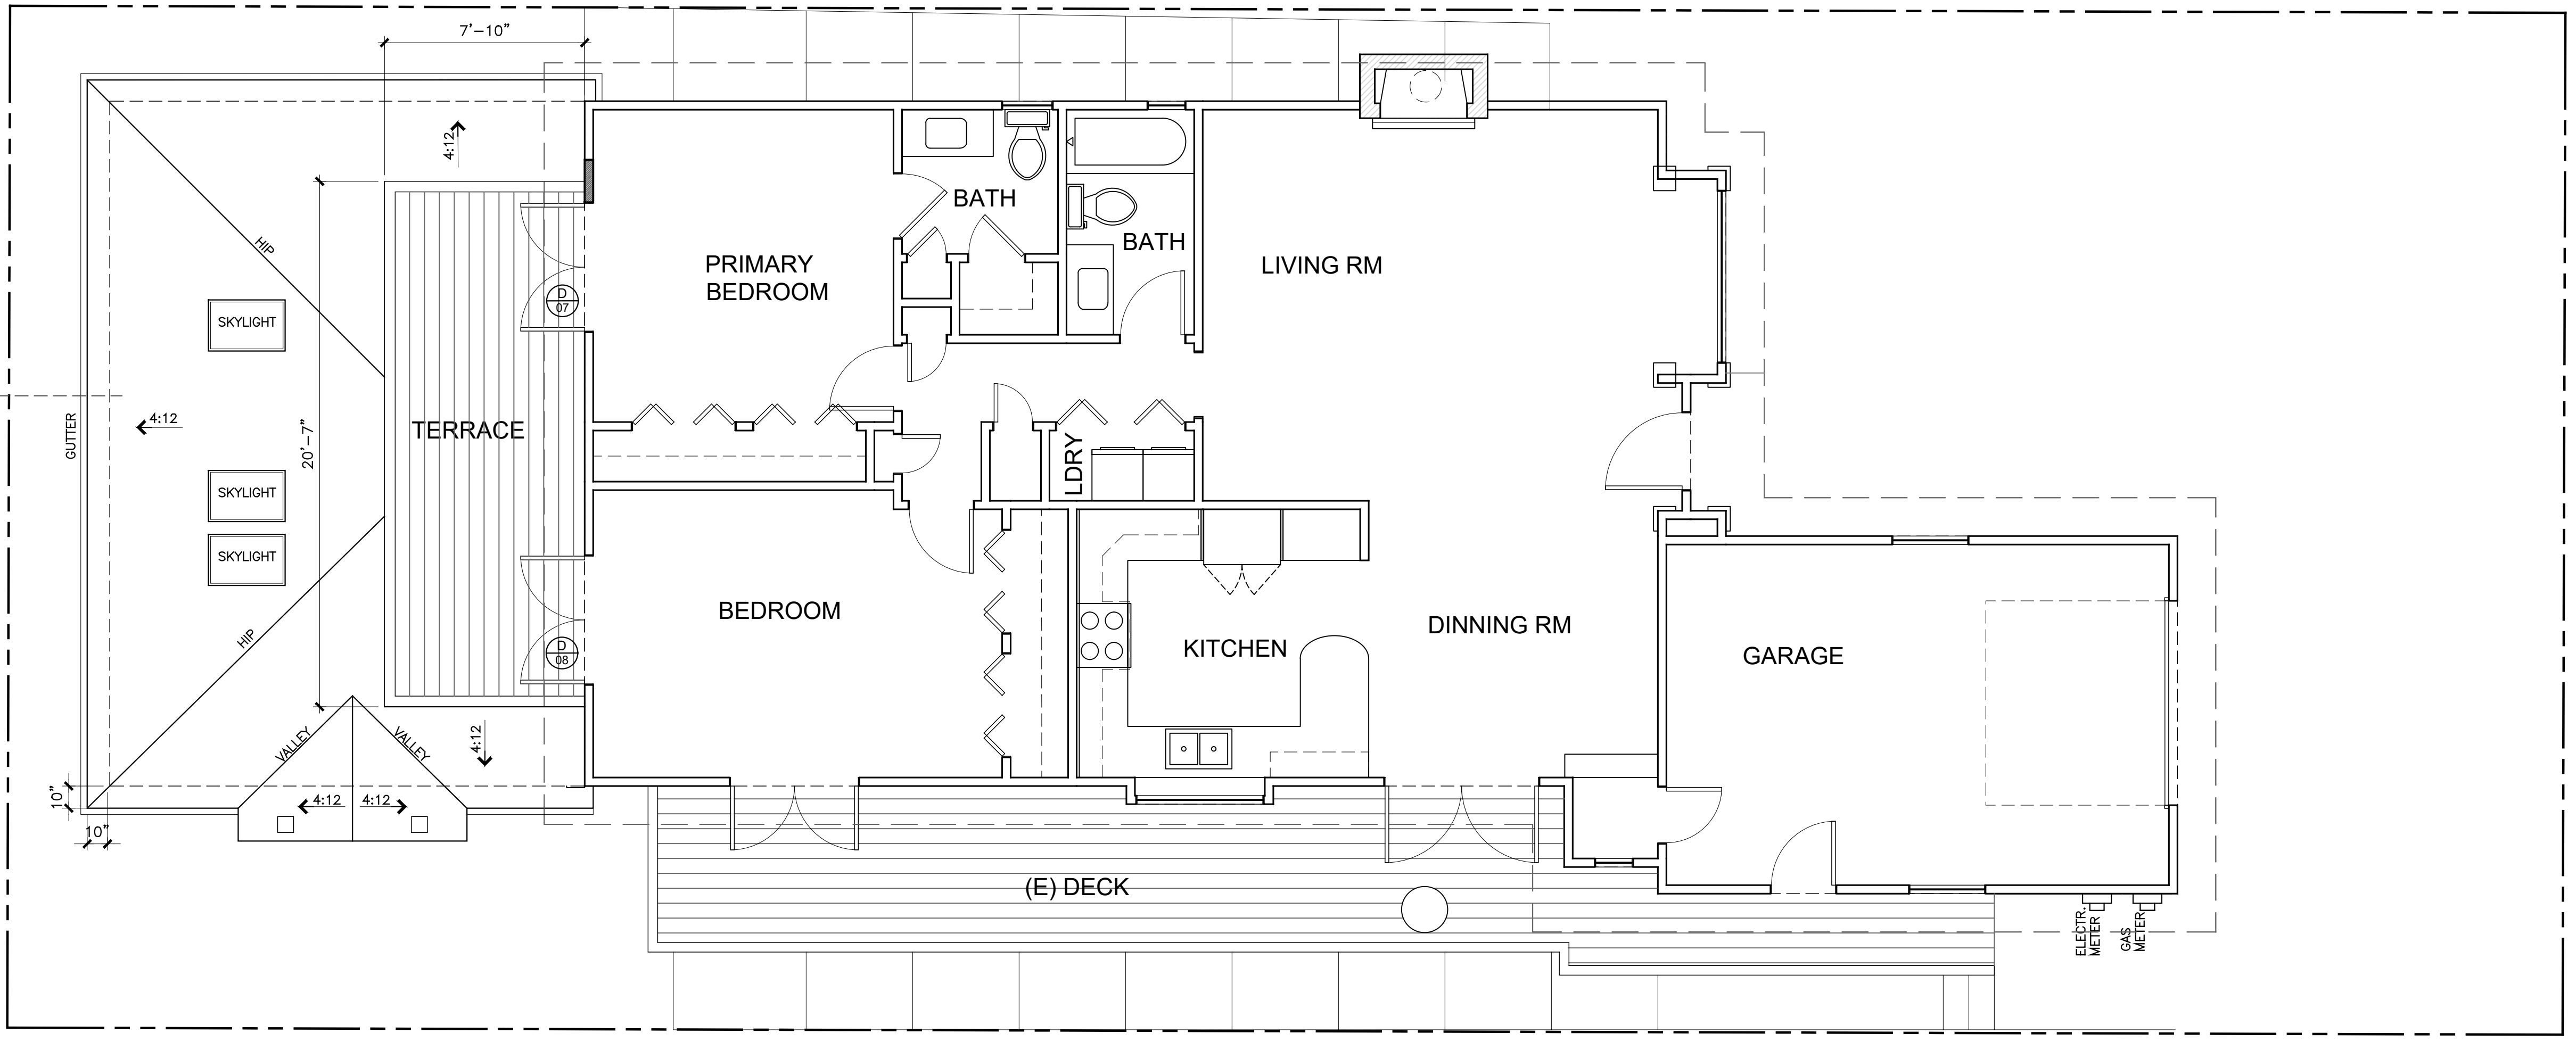 7'-10"
4:12
BATH
BATH
HIP
PRIMARY
BEDROOM
LIVING RM
D
07
SKYLIGHT
GUTTER
4:12
20'-7"
TERRACE
LDRY
SKYLIGHT
SKYLIGHT
HIP
BEDROOM
DINNING RM
KITCHEN
GARAGE
D
08
VALLEY
VALLEY
4:12
10"
4:12
4:12
10"
(E) DECK
ELECTR.
METER
GAS
METER